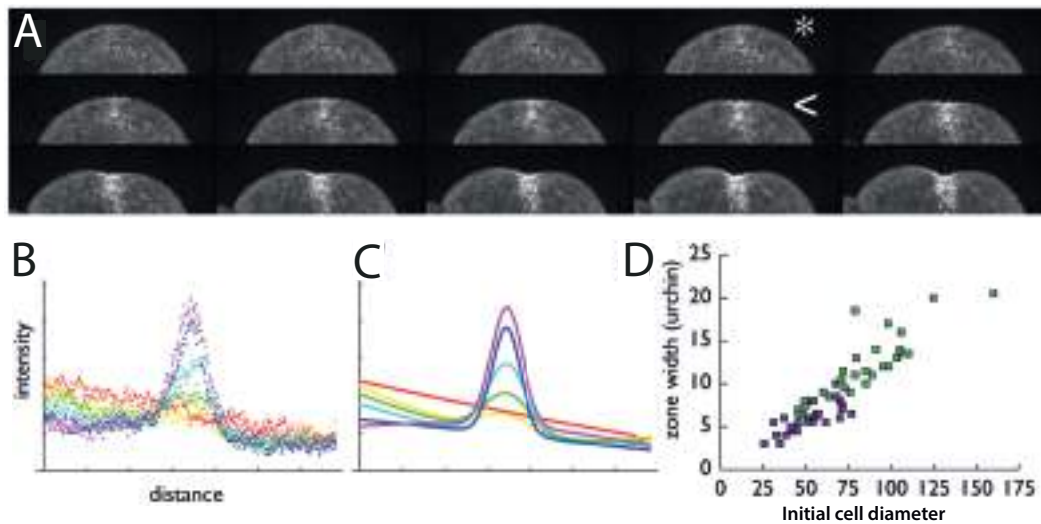 A
*
<
B
intensity
distance
C
D
zone width (urchin)
25
20
15
10
5
0
0 25 50 75 100 125 150 175
Initial cell diameter